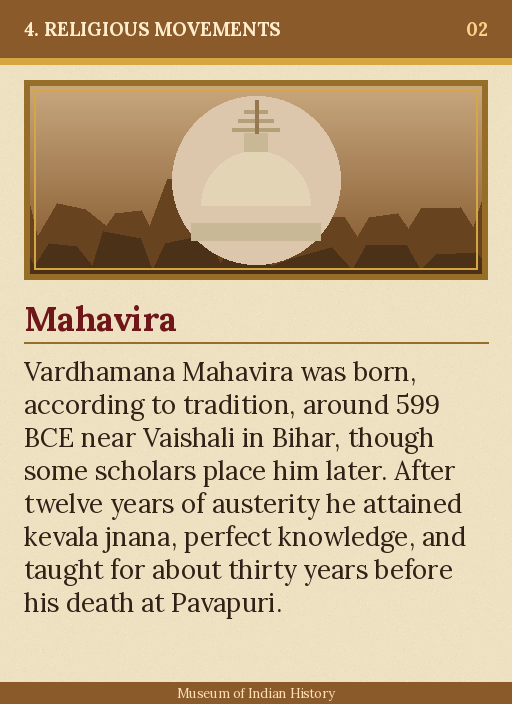 4. RELIGIOUS MOVEMENTS 02
Mahavira
Vardhamana Mahavira was born,
according to tradition, around 599
BCE near Vaishali in Bihar, though
some scholars place him later. After
twelve years of austerity he attained
kevala jnana, perfect knowledge, and
taught for about thirty years before
his death at Pavapuri.
Museum of Indian History